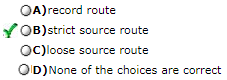 A)record route
B)strict source route
C)loose source route
D)None of the choices are correct